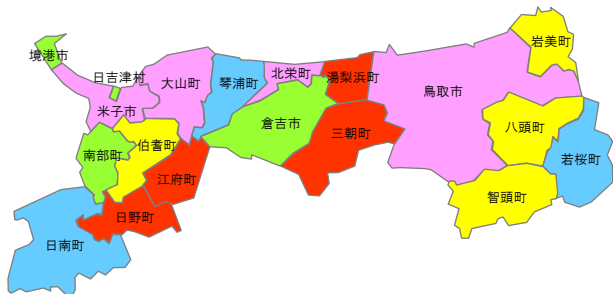 岩美町
境港市
日吉津村
大山町
琴浦町
北栄町
湯梨浜町
鳥取市
米子市
倉吉市
三朝町
八頭町
南部町
伯耆町
若桜町
江府町
智頭町
日野町
日南町